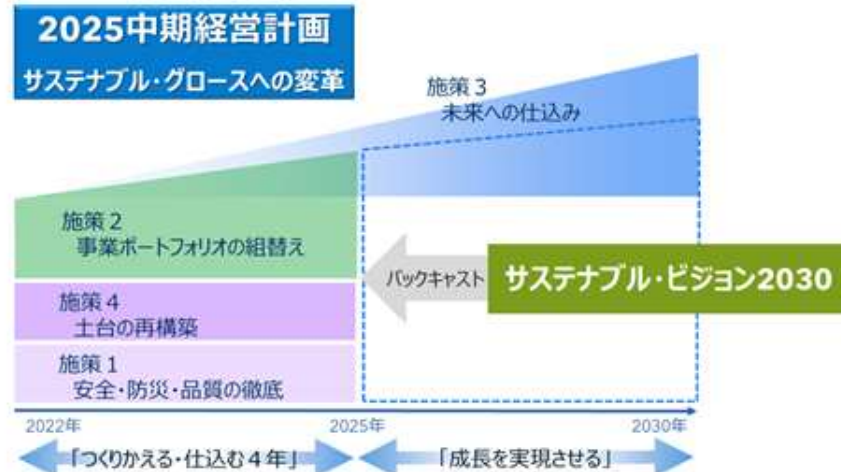 2025中期経営計画
サステナブル・グロースへの変革
施策3
未来への仕込み
施策2
事業ポートフォリオの組替え
バックキャスト
サステナブル・ビジョン2030
施策4
土台の再構築
施策1
安全・防災・品質の徹底
2022年
2025年
2030年
「つくりかえる・仕込む4年」
「成長を実現させる」